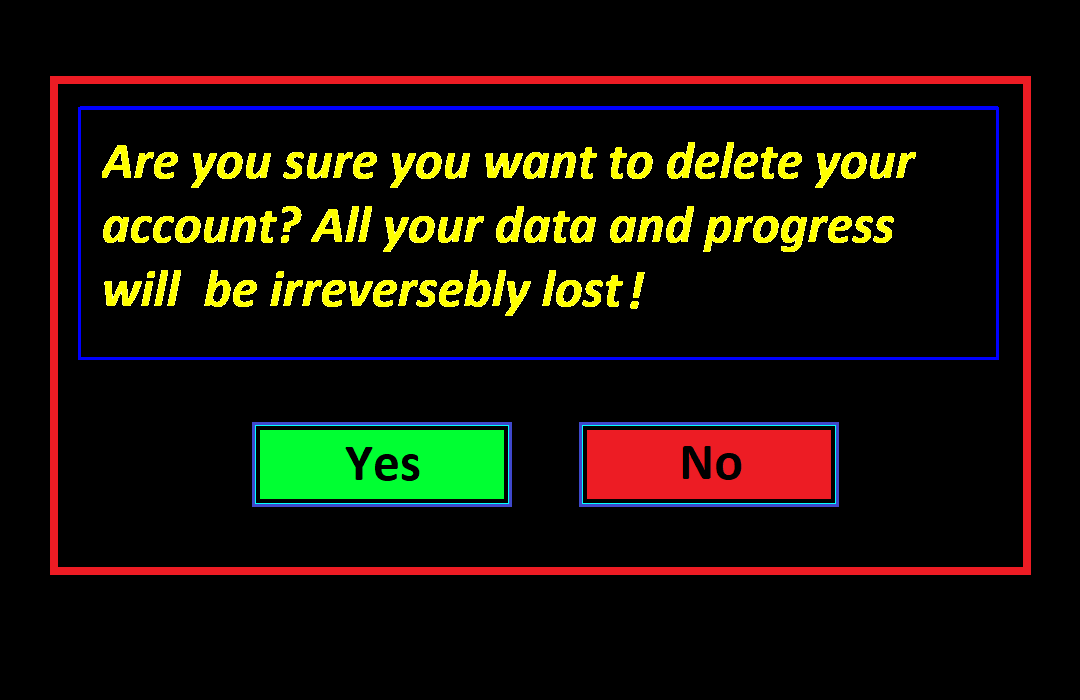 Are you sure you want to delete your
account? All your data and progress
will  be irreversebly lost!
Yes
No